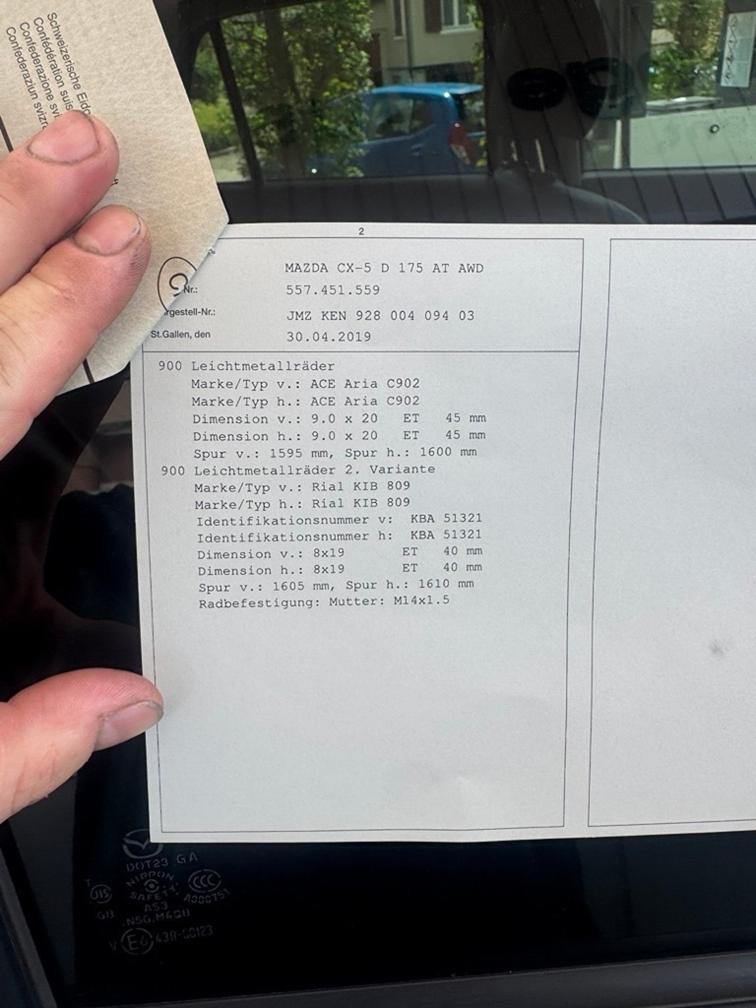 Schweizerische Eid
Confédération suis
Confederazione svi
Confederaziun svizr
2
MAZDA CX-5 D 175 AT AWD
Nr.: 557.451.559
rgestell-Nr.: JMZ KEN 928 004 094 03
St.Gallen, den 30.04.2019
900 Leichtmetallräder
Marke/Typ v.: ACE Aria C902
Marke/Typ h.: ACE Aria C902
Dimension v.: 9.0 x 20 ET 45 mm
Dimension h.: 9.0 x 20 ET 45 mm
Spur v.: 1595 mm, Spur h.: 1600 mm
900 Leichtmetallräder 2. Variante
Marke/Typ v.: Rial KIB 809
Marke/Typ h.: Rial KIB 809
Identifikationsnummer v: KBA 51321
Identifikationsnummer h: KBA 51321
Dimension v.: 8x19 ET 40 mm
Dimension h.: 8x19 ET 40 mm
Spur v.: 1605 mm, Spur h.: 1610 mm
Radbefestigung: Mutter: M14x1.5
DOT23 GA
NIPPON
SAFETY
AS3
CCC
E4